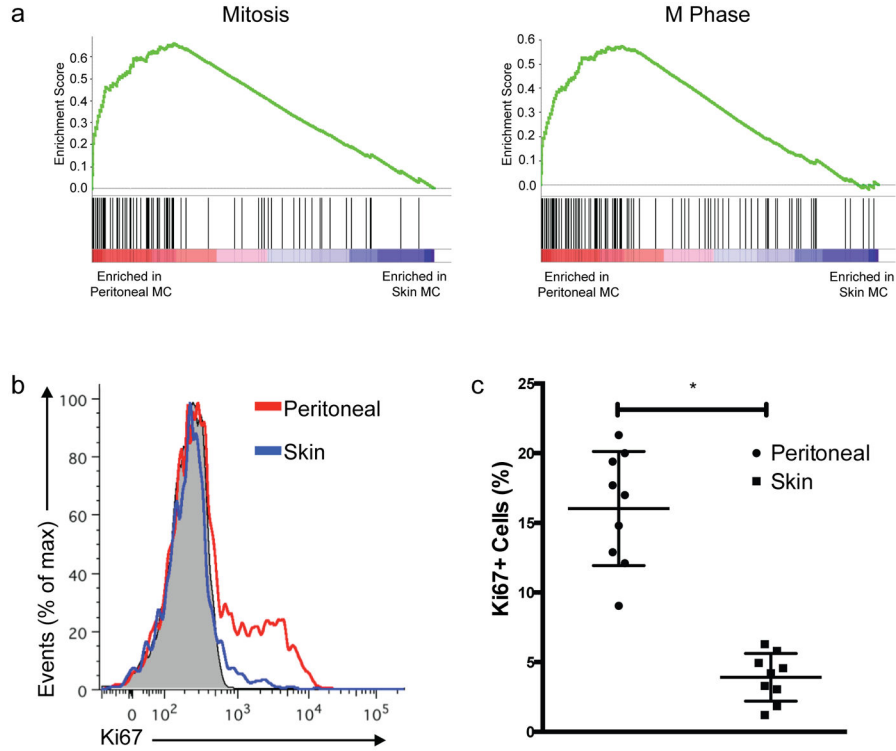 a
Mitosis
Enrichment Score
0.6
0.5
0.4
0.3
0.2
0.1
0.0
Enriched in
Peritoneal MC
Enriched in
Skin MC
M Phase
Enrichment Score
0.6
0.5
0.4
0.3
0.2
0.1
0.0
Enriched in
Peritoneal MC
Enriched in
Skin MC
b
Events (% of max)
100
80
60
40
20
0
Peritoneal
Skin
0 10² 10³ 10⁴ 10⁵
Ki67
c
Ki67+ Cells (%)
25
20
15
10
5
0
*
Peritoneal
Skin